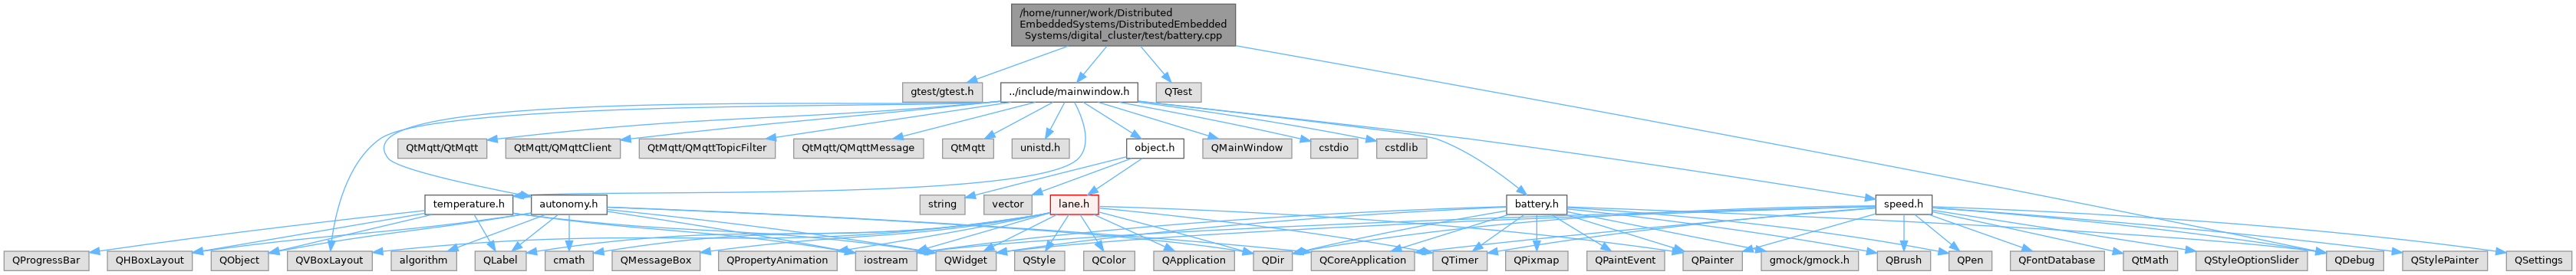 /home/runner/work/Distributed
EmbeddedSystems/DistributedEmbedded
Systems/digital_cluster/test/battery.cpp
gtest/gtest.h
../include/mainwindow.h
QTest
QtMqtt/QtMqtt
QtMqtt/QMqttClient
QtMqtt/QMqttTopicFilter
QtMqtt/QMqttMessage
QtMqtt
unistd.h
object.h
QMainWindow
cstdio
cstdlib
temperature.h
autonomy.h
string
vector
lane.h
battery.h
speed.h
QProgressBar
QHBoxLayout
QObject
QVBoxLayout
algorithm
QLabel
cmath
QMessageBox
QPropertyAnimation
iostream
QWidget
QStyle
QColor
QApplication
QDir
QCoreApplication
QTimer
QPixmap
QPaintEvent
QPainter
gmock/gmock.h
QBrush
QPen
QFontDatabase
QtMath
QStyleOptionSlider
QDebug
QStylePainter
QSettings